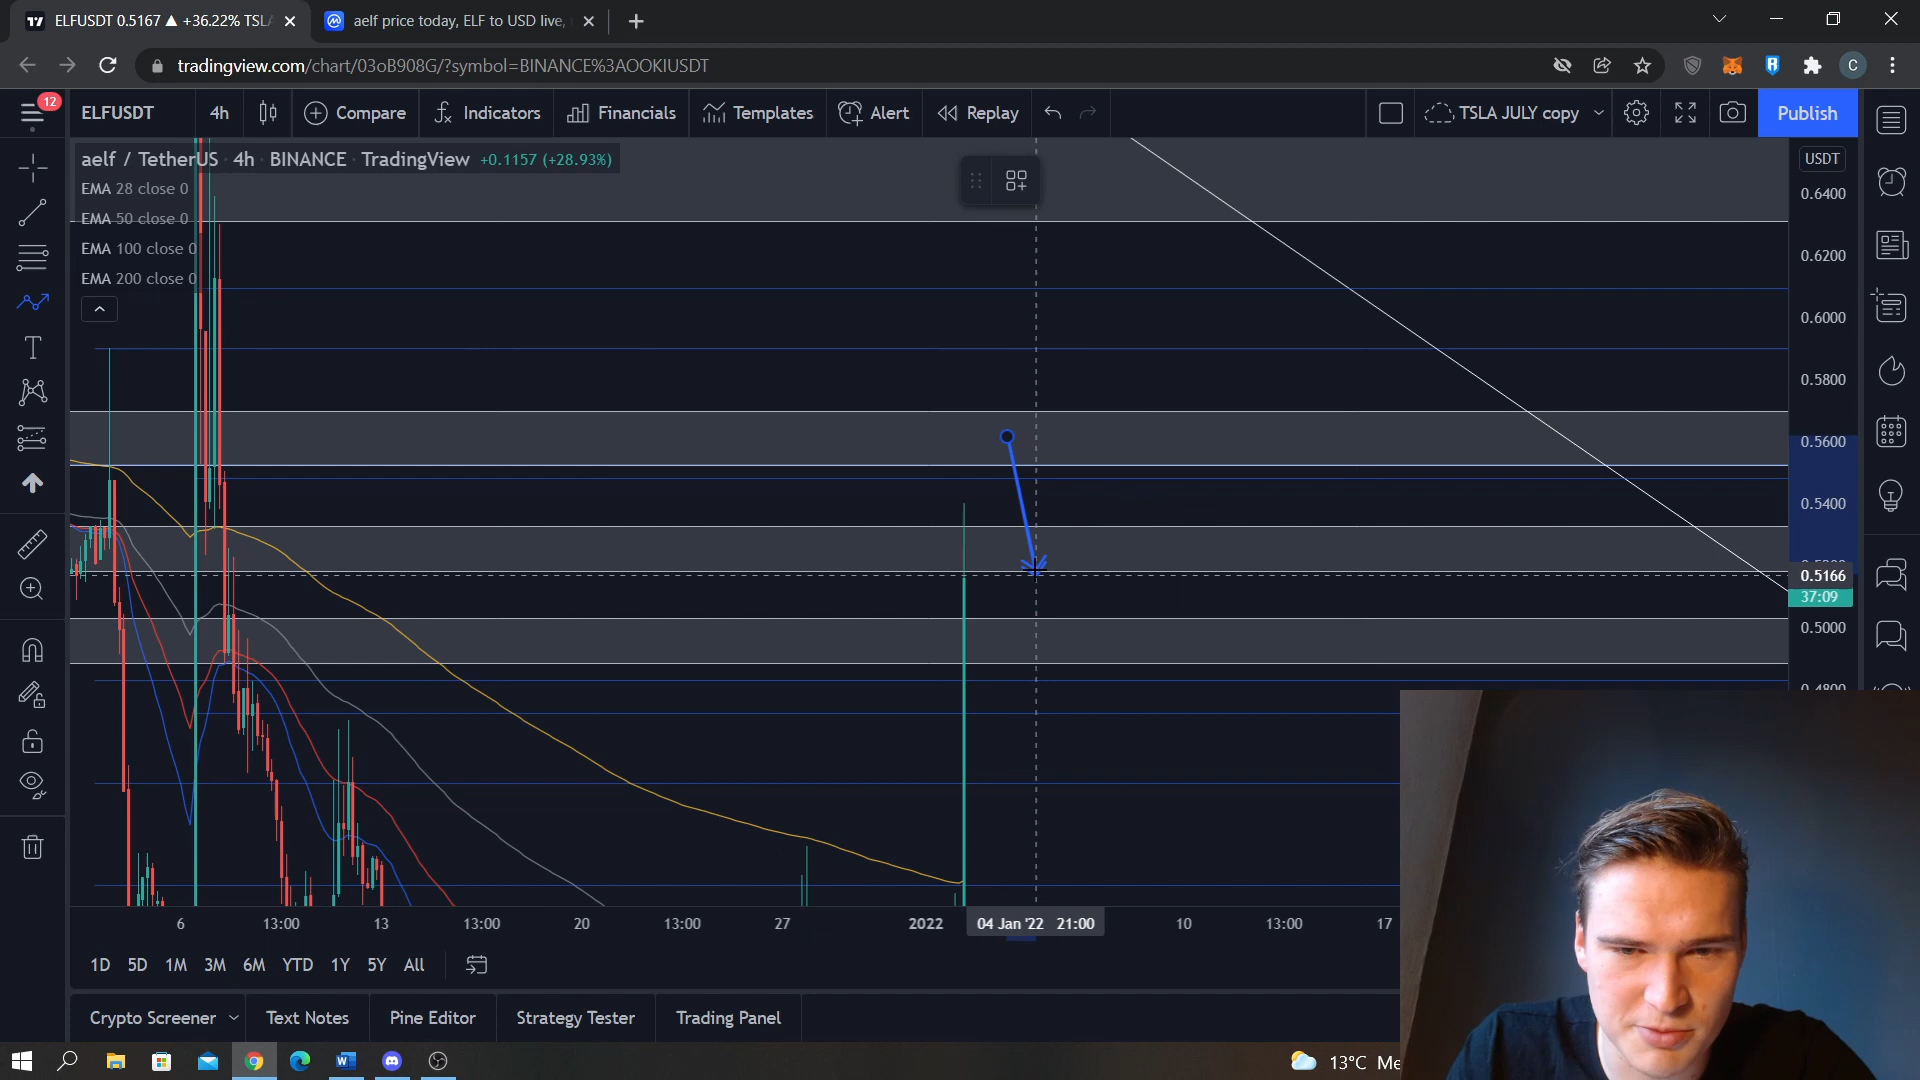 ELFUSDT 0.5167 ▲ +36.22% TSLA
aelf price today, ELF to USD live,
tradingview.com/chart/03oB908G/?symbol=BINANCE%3AOOKIUSDT
C
12
ELFUSDT
4h
Compare
Indicators
Financials
Templates
Alert
Replay
TSLA JULY copy
Publish
aelf / TetherUS · 4h · BINANCE · TradingView +0.1157 (+28.93%)
USDT
EMA 28 close 0
EMA 50 close 0
EMA 100 close 0
EMA 200 close 0
0.6400
0.6200
0.6000
0.5800
0.5600
0.5400
0.5166
37:09
0.5000
0.4800
6
13:00
13
13:00
20
13:00
27
2022
04 Jan '22 21:00
10
13:00
17
1D 5D 1M 3M 6M YTD 1Y 5Y All
Crypto Screener
Text Notes
Pine Editor
Strategy Tester
Trading Panel
13°C